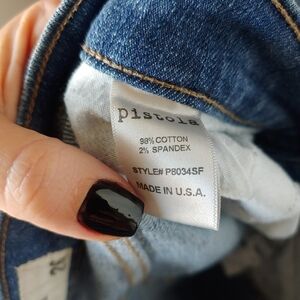 pistola
98% COTTON
2% SPANDEX
STYLE# P8034SF
MADE IN U.S.A.